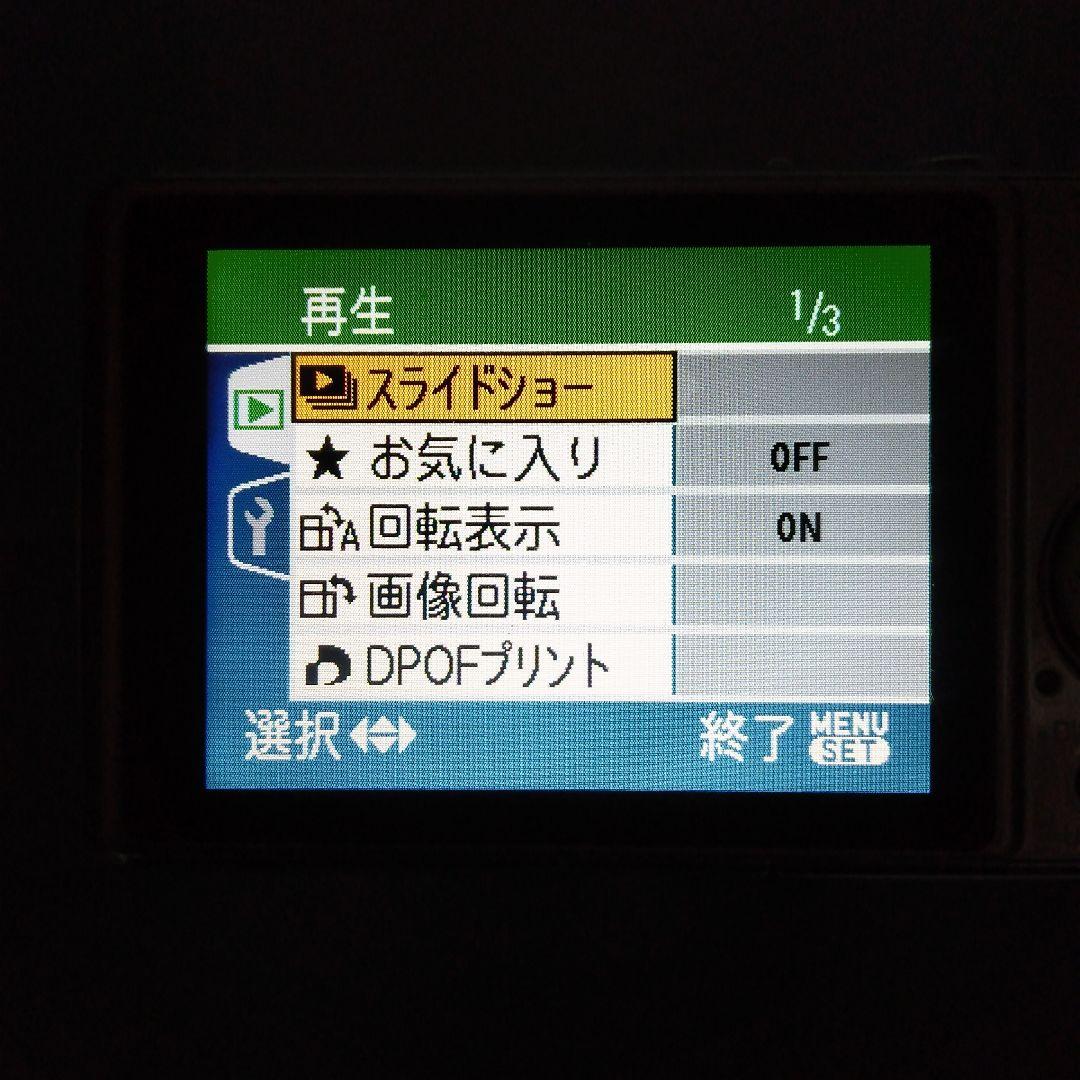 再生 1/3
スライドショー
お気に入り OFF
回転表示 ON
画像回転
DPOFプリント
選択 終了 MENU SET